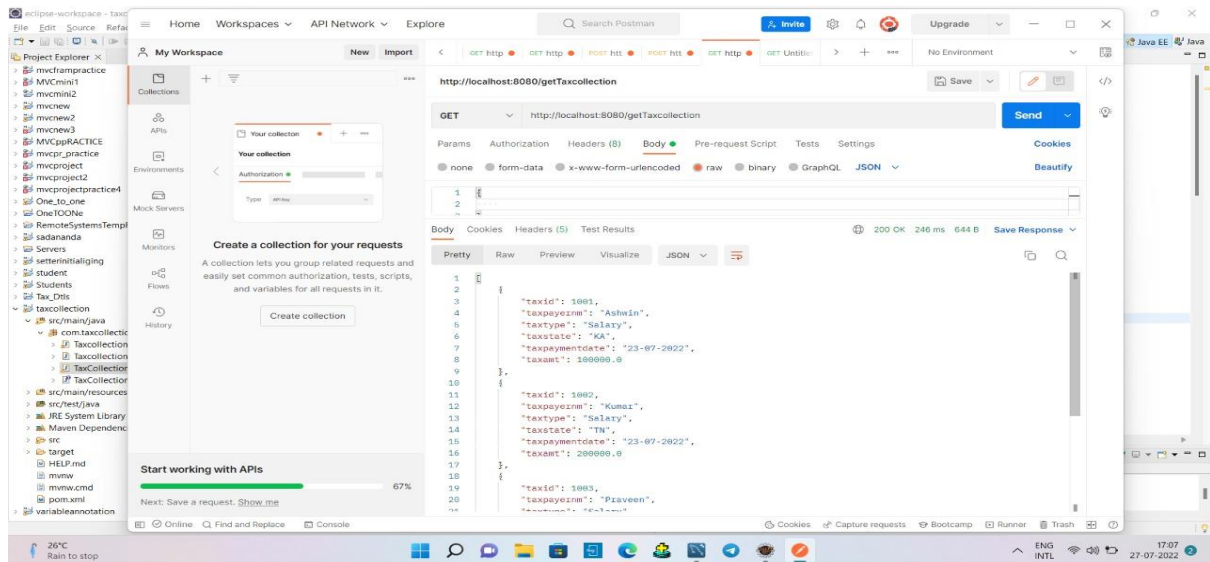 eclipse-workspace - taxc
File Edit Source Refac
Project Explorer
mvcframpractice
MVCmini1
mvcmini2
mvcnew
mvcnew2
mvcnew3
MVCppRACTICE
mvcpr_practice
mvcproject
mvcproject2
mvcprojectpractice4
One_to_one
OneTOONe
RemoteSystemsTempF
sadananda
Servers
setterinitialiging
student
Students
Tax_Dtls
taxcollection
src/main/java
com.taxcollectic
Taxcollection
Taxcollection
TaxCollection
TaxCollection
src/main/resources
src/test/java
JRE System Library
Maven Dependenc
src
target
HELP.md
mvnw
mvnw.cmd
pom.xml
variableannotation
Home Workspaces API Network Explore
Search Postman
Invite
Upgrade
Java EE Java
My Workspace
New Import
GET http GET http POST htt POST htt GET http GET Untitle
No Environment
Collections
APIs
Environments
Mock Servers
Monitors
Flows
History
Your collecton
Your collection
Authorization
Type
Create a collection for your requests
A collection lets you group related requests and
easily set common authorization, tests, scripts,
and variables for all requests in it.
Create collection
Start working with APIs
67%
Next: Save a request. Show me
http://localhost:8080/getTaxcollection
Save
GET http://localhost:8080/getTaxcollection
Send
Params Authorization Headers (8) Body Pre-request Script Tests Settings Cookies
none form-data x-www-form-urlencoded raw binary GraphQL JSON Beautify
1 {
2
Body Cookies Headers (5) Test Results 200 OK 246 ms 644 B Save Response
Pretty Raw Preview Visualize JSON
1 [
2 {
3 "taxid": 1001,
4 "taxpayernm": "Ashwin",
5 "taxtype": "Salary",
6 "taxstate": "KA",
7 "taxpaymentdate": "23-07-2022",
8 "taxamt": 100000.0
9 },
10 {
11 "taxid": 1002,
12 "taxpayernm": "Kumar",
13 "taxtype": "Salary",
14 "taxstate": "TN",
15 "taxpaymentdate": "23-07-2022",
16 "taxamt": 200000.0
17 },
18 {
19 "taxid": 1003,
20 "taxpayernm": "Praveen",
21 "taxtype": "Salary"
Online Find and Replace Console
Cookies Capture requests Bootcamp Runner Trash
26°C
Rain to stop
ENG
INTL
17:07
27-07-2022